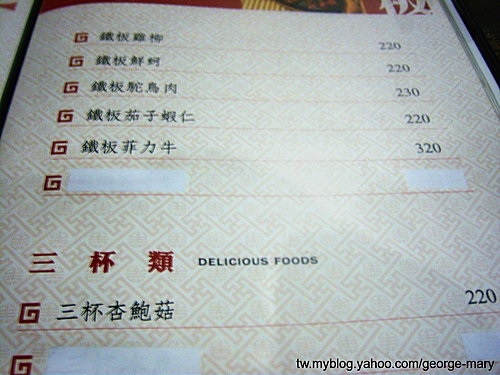 鐵板雞柳 220
鐵板鮮蚵 220
鐵板駝鳥肉 230
鐵板茄子蝦仁 220
鐵板菲力牛 320
三杯類 DELICIOUS FOODS
三杯杏鮑菇 220
tw.myblog.yahoo.com/george-mary